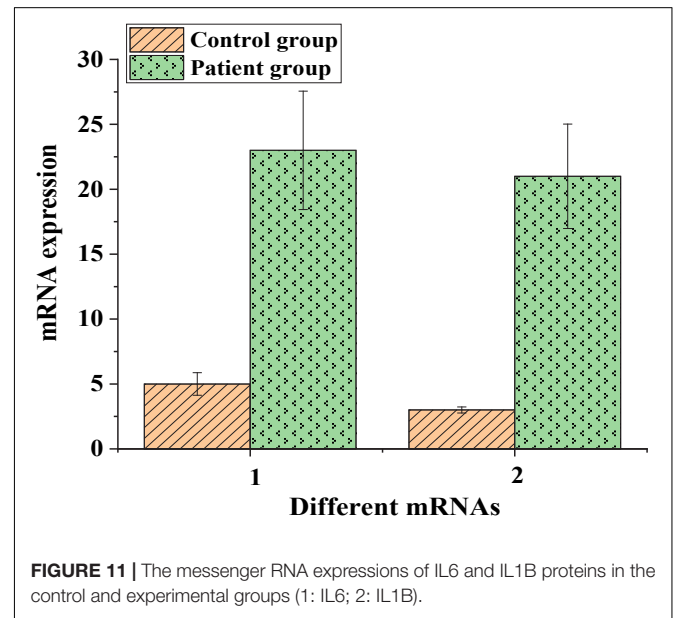 Control group
Patient group
30
25
20
15
10
5
0
mRNA expression
1
2
Different mRNAs
FIGURE 11 | The messenger RNA expressions of IL6 and IL1B proteins in the
control and experimental groups (1: IL6; 2: IL1B).